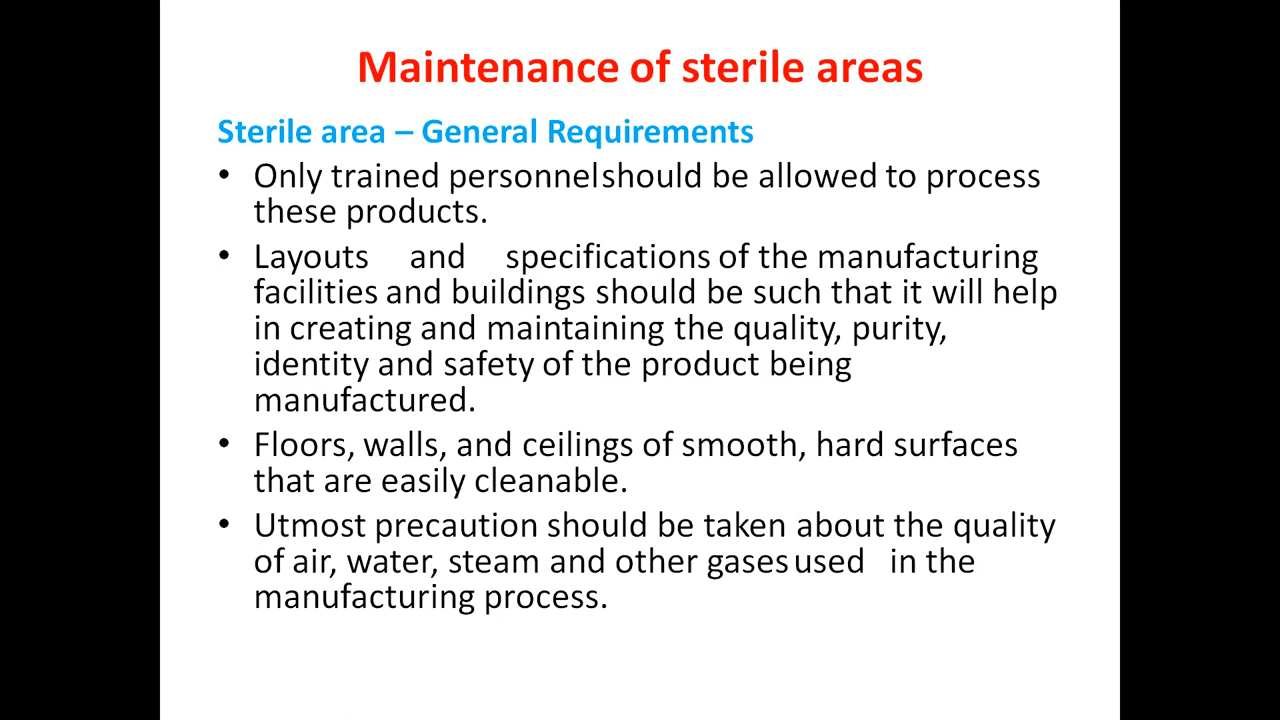 Maintenance of sterile areas
Sterile area – General Requirements
• Only trained personnel should be allowed to process
these products.
• Layouts and specifications of the manufacturing
facilities and buildings should be such that it will help
in creating and maintaining the quality, purity,
identity and safety of the product being
manufactured.
• Floors, walls, and ceilings of smooth, hard surfaces
that are easily cleanable.
• Utmost precaution should be taken about the quality
of air, water, steam and other gases used in the
manufacturing process.